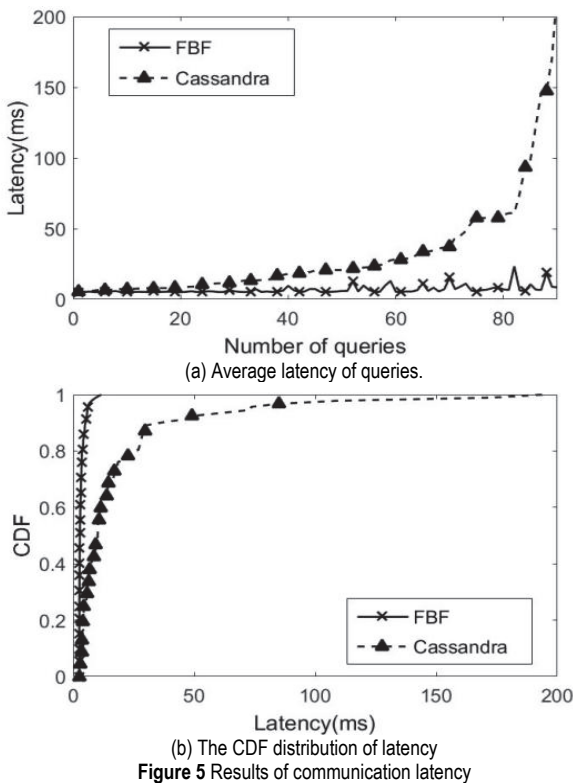 200
150
100
50
0
Latency(ms)
FBF
Cassandra
0 20 40 60 80
Number of queries
(a) Average latency of queries.
1
0.8
0.6
0.4
0.2
0
CDF
FBF
Cassandra
0 50 100 150 200
Latency(ms)
(b) The CDF distribution of latency
Figure 5 Results of communication latency